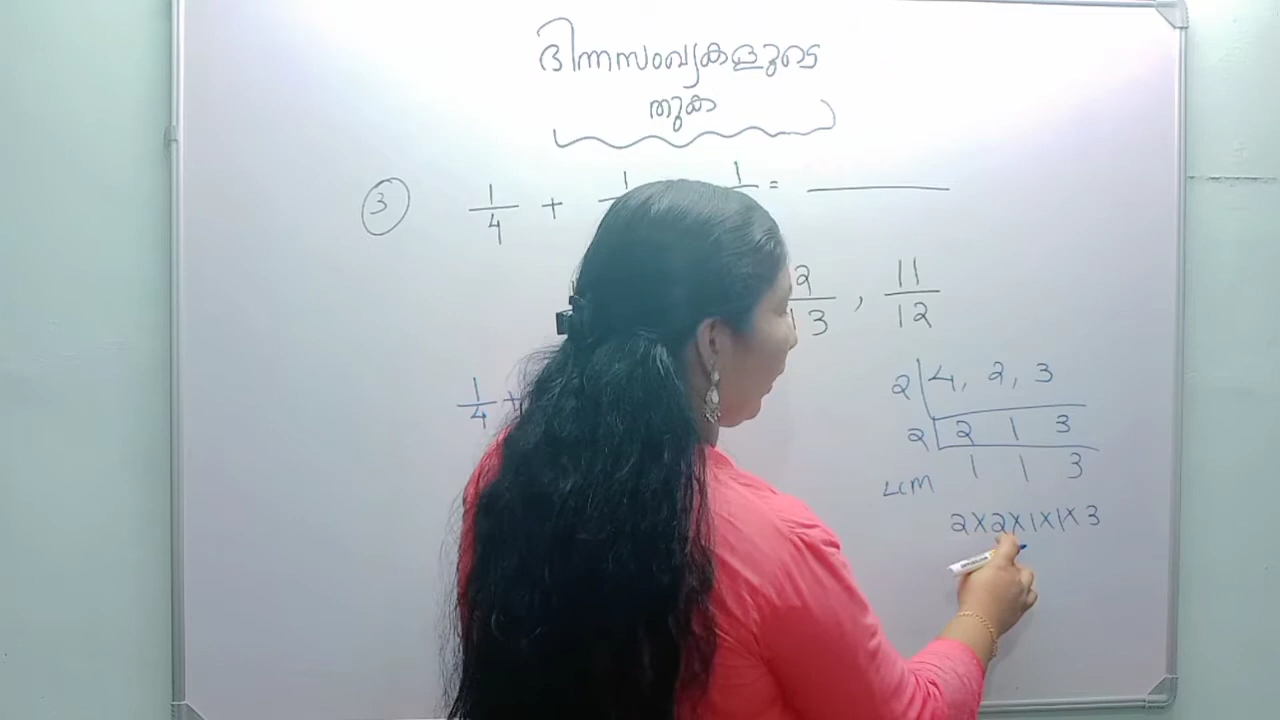 ഭിന്നസംഖ്യകളുടെ
തുക
3 1/4 + 1 1 = ______
2/13 , 11/12
1/4 +
2 | 4, 2, 3
2 | 2 1 3
1 1 3
LCM
2×2×1×1×3